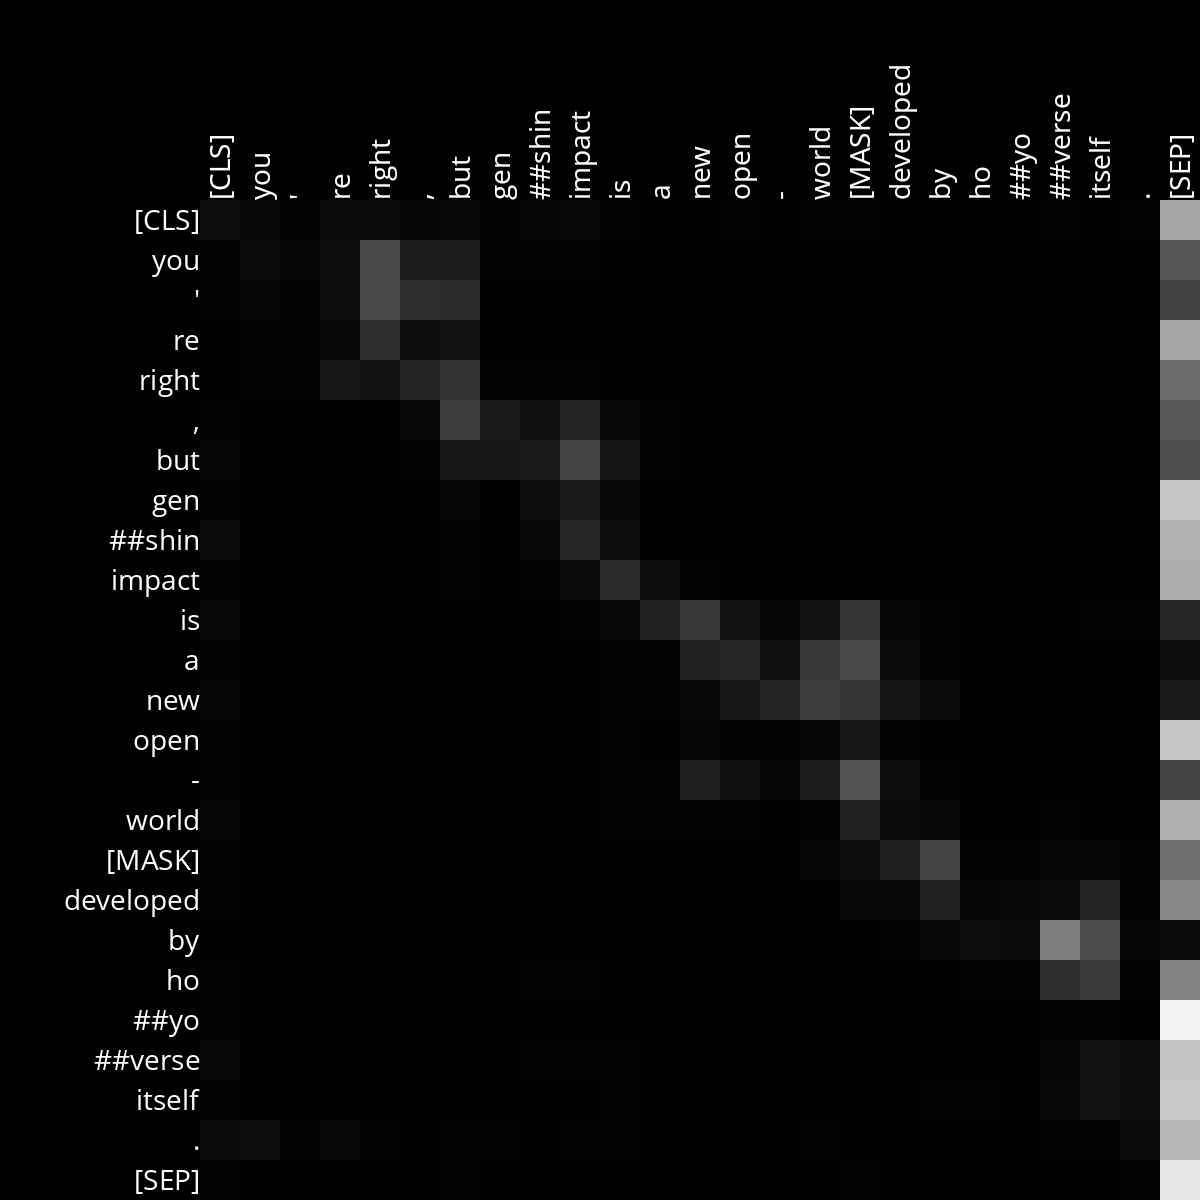 [CLS] you ' re right , but gen ##shin impact is a new open - world [MASK] developed by ho ##yo ##verse itself . [SEP]
[CLS]
you
'
re
right
,
but
gen
##shin
impact
is
a
new
open
-
world
[MASK]
developed
by
ho
##yo
##verse
itself
.
[SEP]